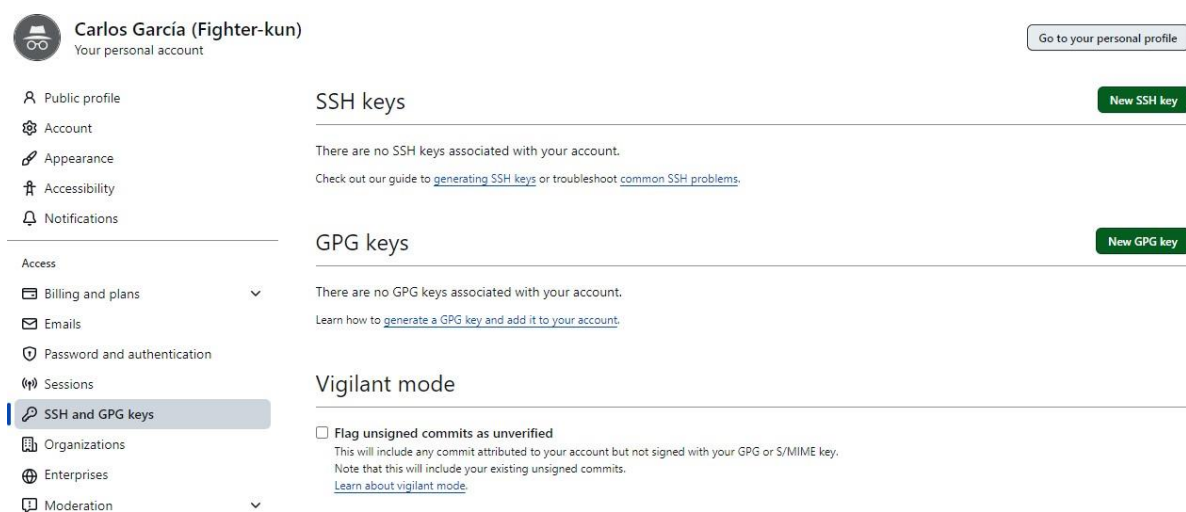 Carlos García (Fighter-kun)
Your personal account
Go to your personal profile
Public profile
Account
Appearance
Accessibility
Notifications
Access
Billing and plans
Emails
Password and authentication
Sessions
SSH and GPG keys
Organizations
Enterprises
Moderation
SSH keys
New SSH key
There are no SSH keys associated with your account.
Check out our guide to generating SSH keys or troubleshoot common SSH problems.
GPG keys
New GPG key
There are no GPG keys associated with your account.
Learn how to generate a GPG key and add it to your account.
Vigilant mode
Flag unsigned commits as unverified
This will include any commit attributed to your account but not signed with your GPG or S/MIME key.
Note that this will include your existing unsigned commits.
Learn about vigilant mode.